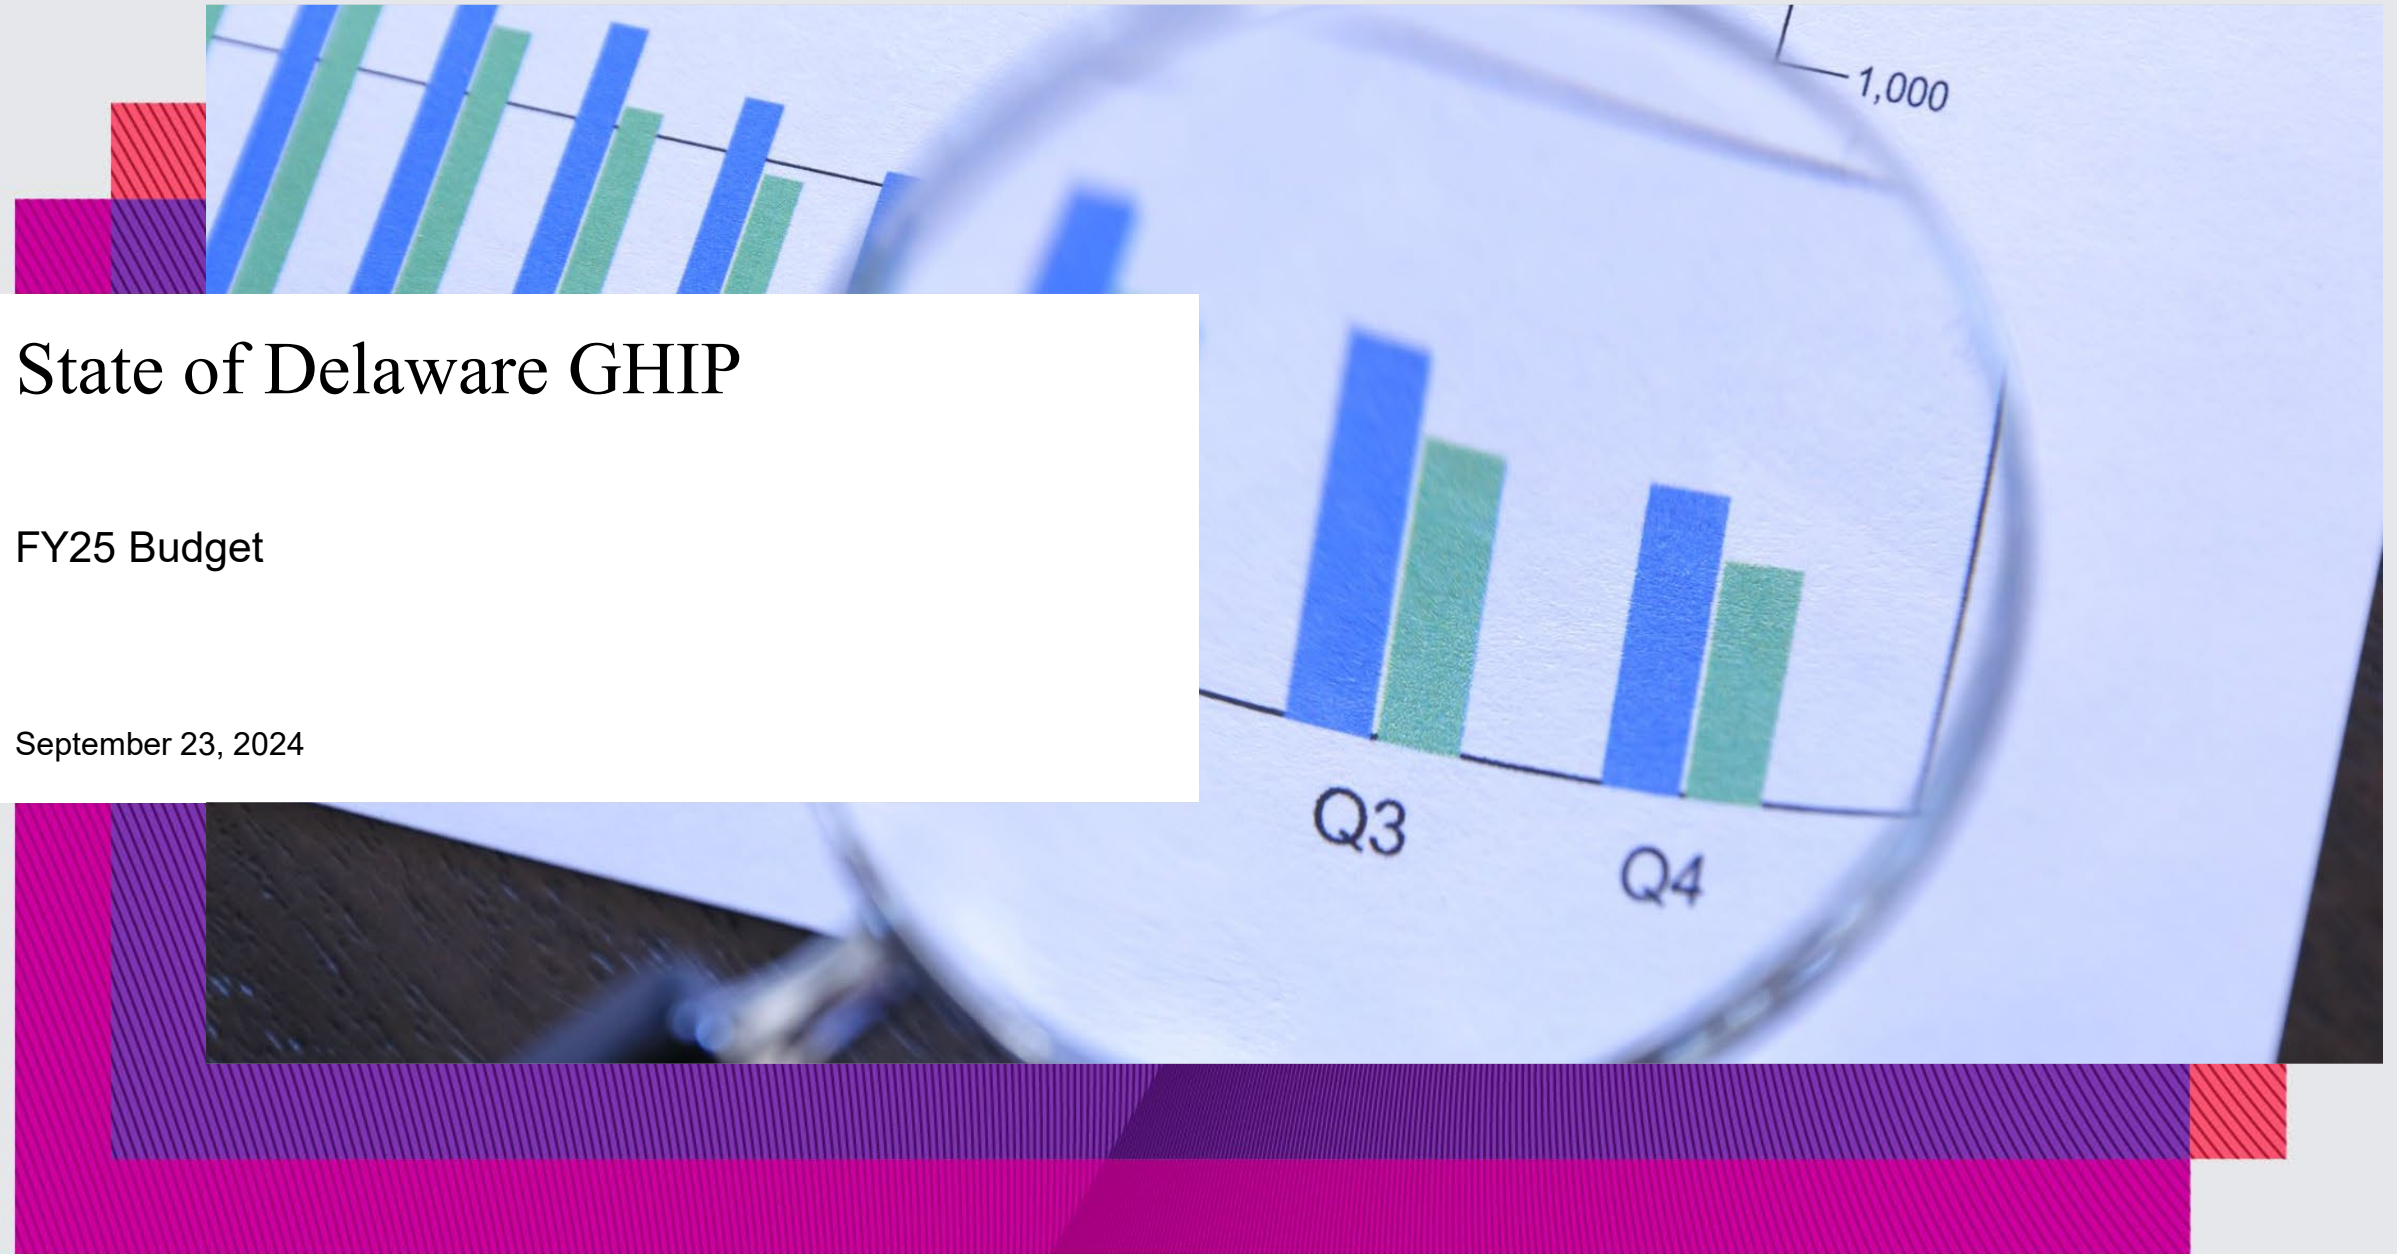 1,000
State of Delaware GHIP
FY25 Budget
September 23, 2024
Q3
Q4